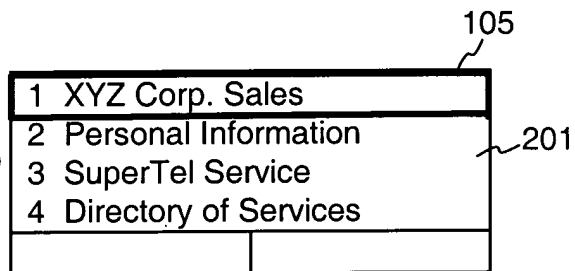 105
1 XYZ Corp. Sales
2 Personal Information
201
3 SuperTel Service
4 Directory of Services